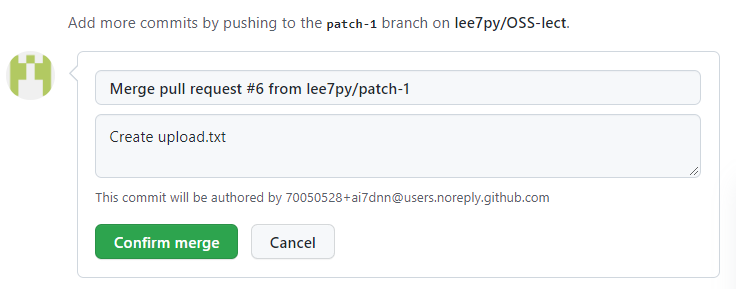 Add more commits by pushing to the patch-1 branch on lee7py/OSS-lect.
Merge pull request #6 from lee7py/patch-1
Create upload.txt
This commit will be authored by 70050528+ai7dnn@users.noreply.github.com
Confirm merge Cancel